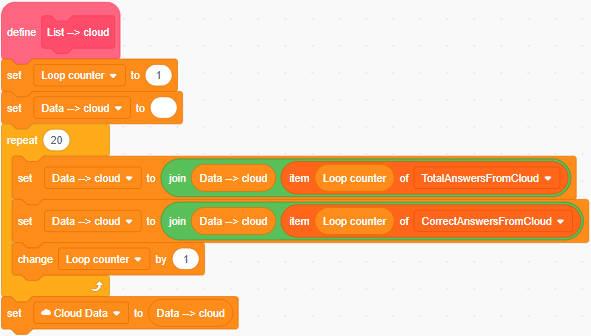 define List --> cloud
set Loop counter to 1
set Data --> cloud to
repeat 20
set Data --> cloud to join Data --> cloud item Loop counter of TotalAnswersFromCloud
set Data --> cloud to join Data --> cloud item Loop counter of CorrectAnswersFromCloud
change Loop counter by 1
set Cloud Data to Data --> cloud